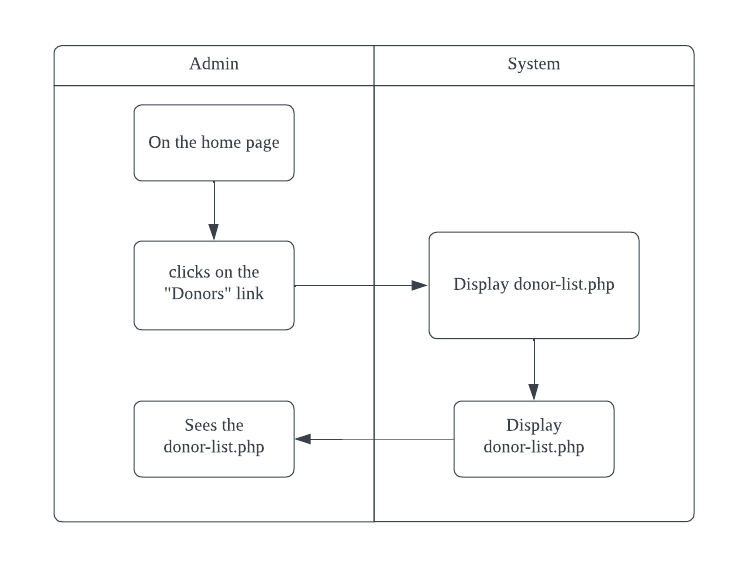 Admin
System
On the home page
clicks on the
"Donors" link
Display donor-list.php
Sees the
donor-list.php
Display
donor-list.php